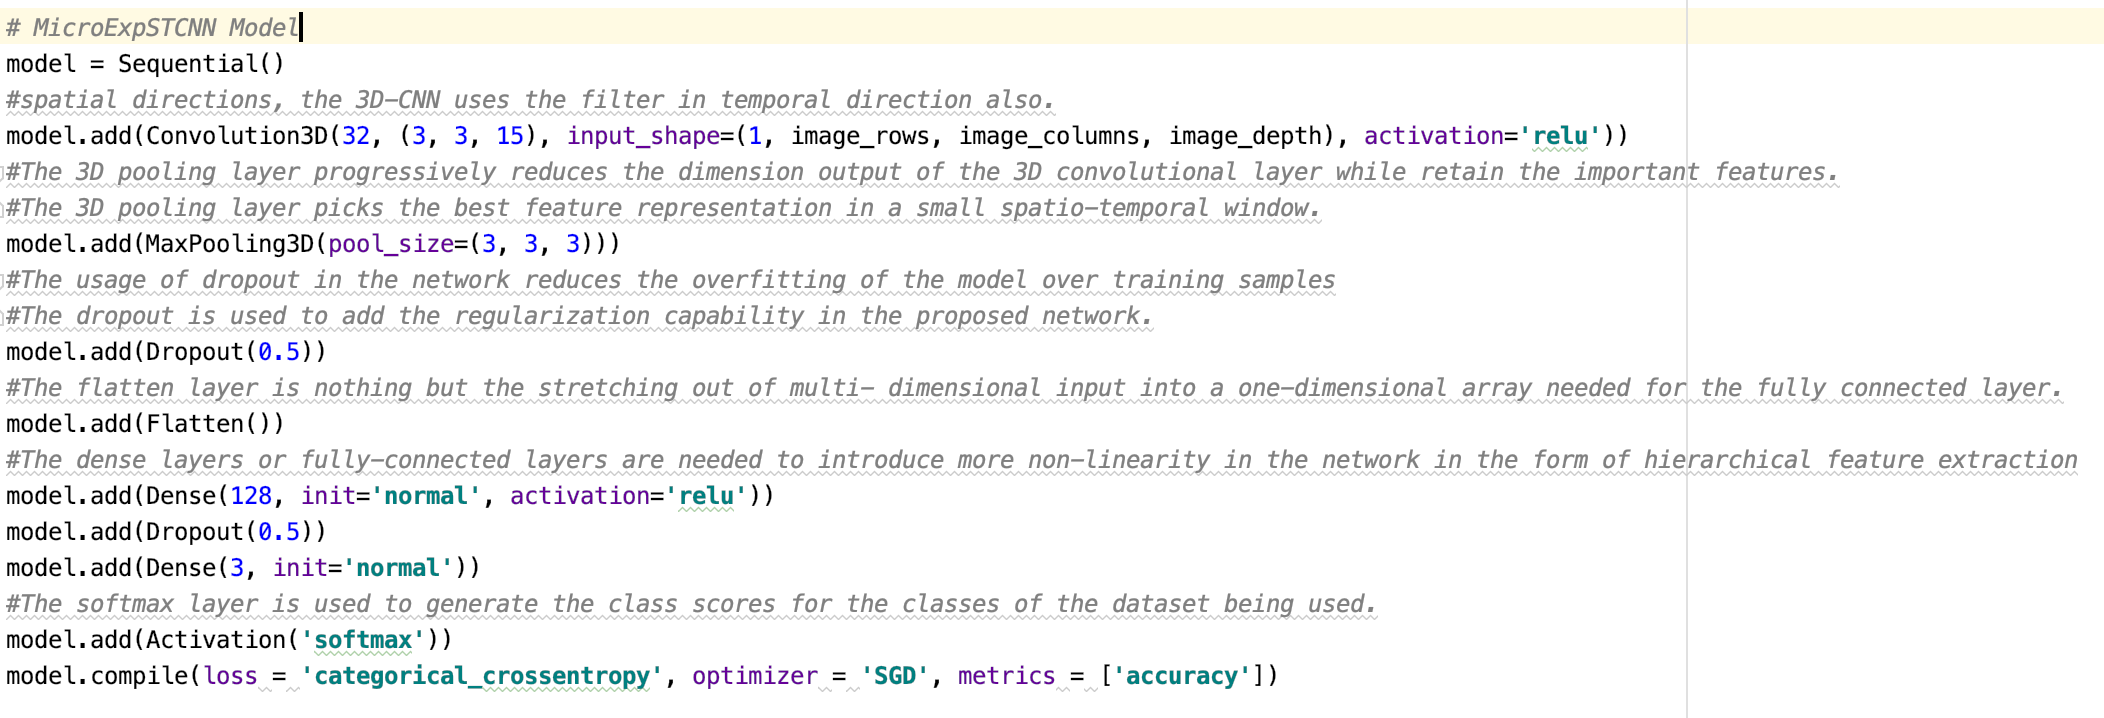 # MicroExpSTCNN Model
model = Sequential()
#spatial directions, the 3D-CNN uses the filter in temporal direction also.
model.add(Convolution3D(32, (3, 3, 15), input_shape=(1, image_rows, image_columns, image_depth), activation='relu'))
#The 3D pooling layer progressively reduces the dimension output of the 3D convolutional layer while retain the important features.
#The 3D pooling layer picks the best feature representation in a small spatio-temporal window.
model.add(MaxPooling3D(pool_size=(3, 3, 3)))
#The usage of dropout in the network reduces the overfitting of the model over training samples
#The dropout is used to add the regularization capability in the proposed network.
model.add(Dropout(0.5))
#The flatten layer is nothing but the stretching out of multi- dimensional input into a one-dimensional array needed for the fully connected layer.
model.add(Flatten())
#The dense layers or fully-connected layers are needed to introduce more non-linearity in the network in the form of hierarchical feature extraction
model.add(Dense(128, init='normal', activation='relu'))
model.add(Dropout(0.5))
model.add(Dense(3, init='normal'))
#The softmax layer is used to generate the class scores for the classes of the dataset being used.
model.add(Activation('softmax'))
model.compile(loss = 'categorical_crossentropy', optimizer = 'SGD', metrics = ['accuracy'])